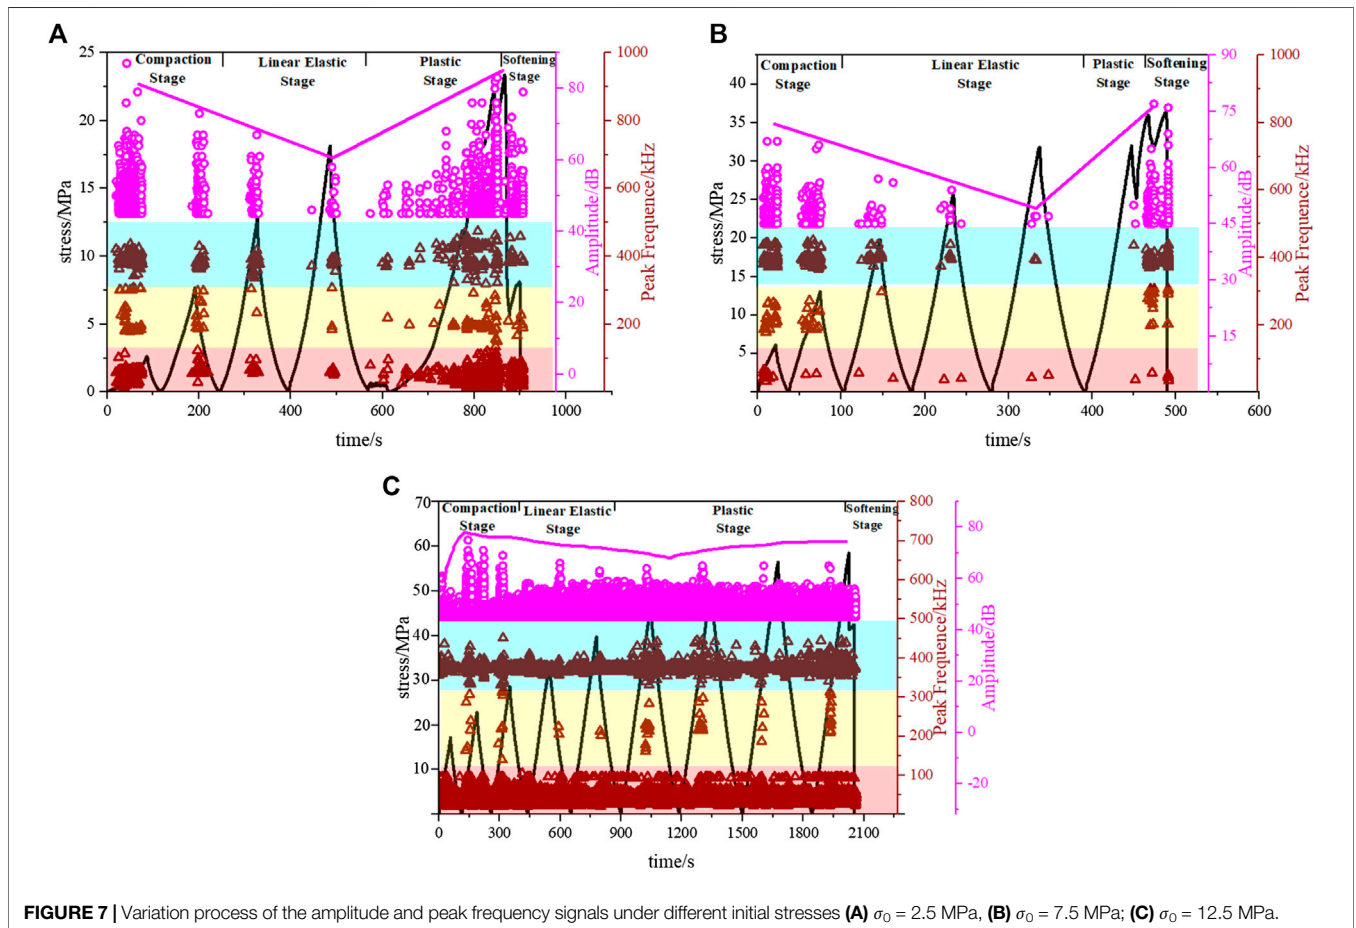 A
Compaction Stage
Linear Elastic Stage
Plastic Stage
Softening Stage
25
20
15
10
5
0
stress/MPa
0 200 400 600 800 1000
time/s
80
60
40
20
0
Amplitude/dB
1000
800
600
400
200
Peak Frequency/kHz
B
Compaction Stage
Linear Elastic Stage
Plastic Stage
Softening Stage
40
35
30
25
20
15
10
5
stress/MPa
0 100 200 300 400 500 600
time/s
90
75
60
45
30
15
Amplitude/dB
1000
800
600
400
200
Peak Frequency/kHz
C
Compaction Stage
Linear Elastic Stage
Plastic Stage
Softening Stage
70
60
50
40
30
20
10
stress/MPa
0 300 600 900 1200 1500 1800 2100
time/s
800
700
600
500
400
300
200
100
Peak Frequency/kHz
80
60
40
20
0
-20
Amplitude/dB
FIGURE 7 | Variation process of the amplitude and peak frequency signals under different initial stresses (A) σ0 = 2.5 MPa, (B) σ0 = 7.5 MPa; (C) σ0 = 12.5 MPa.